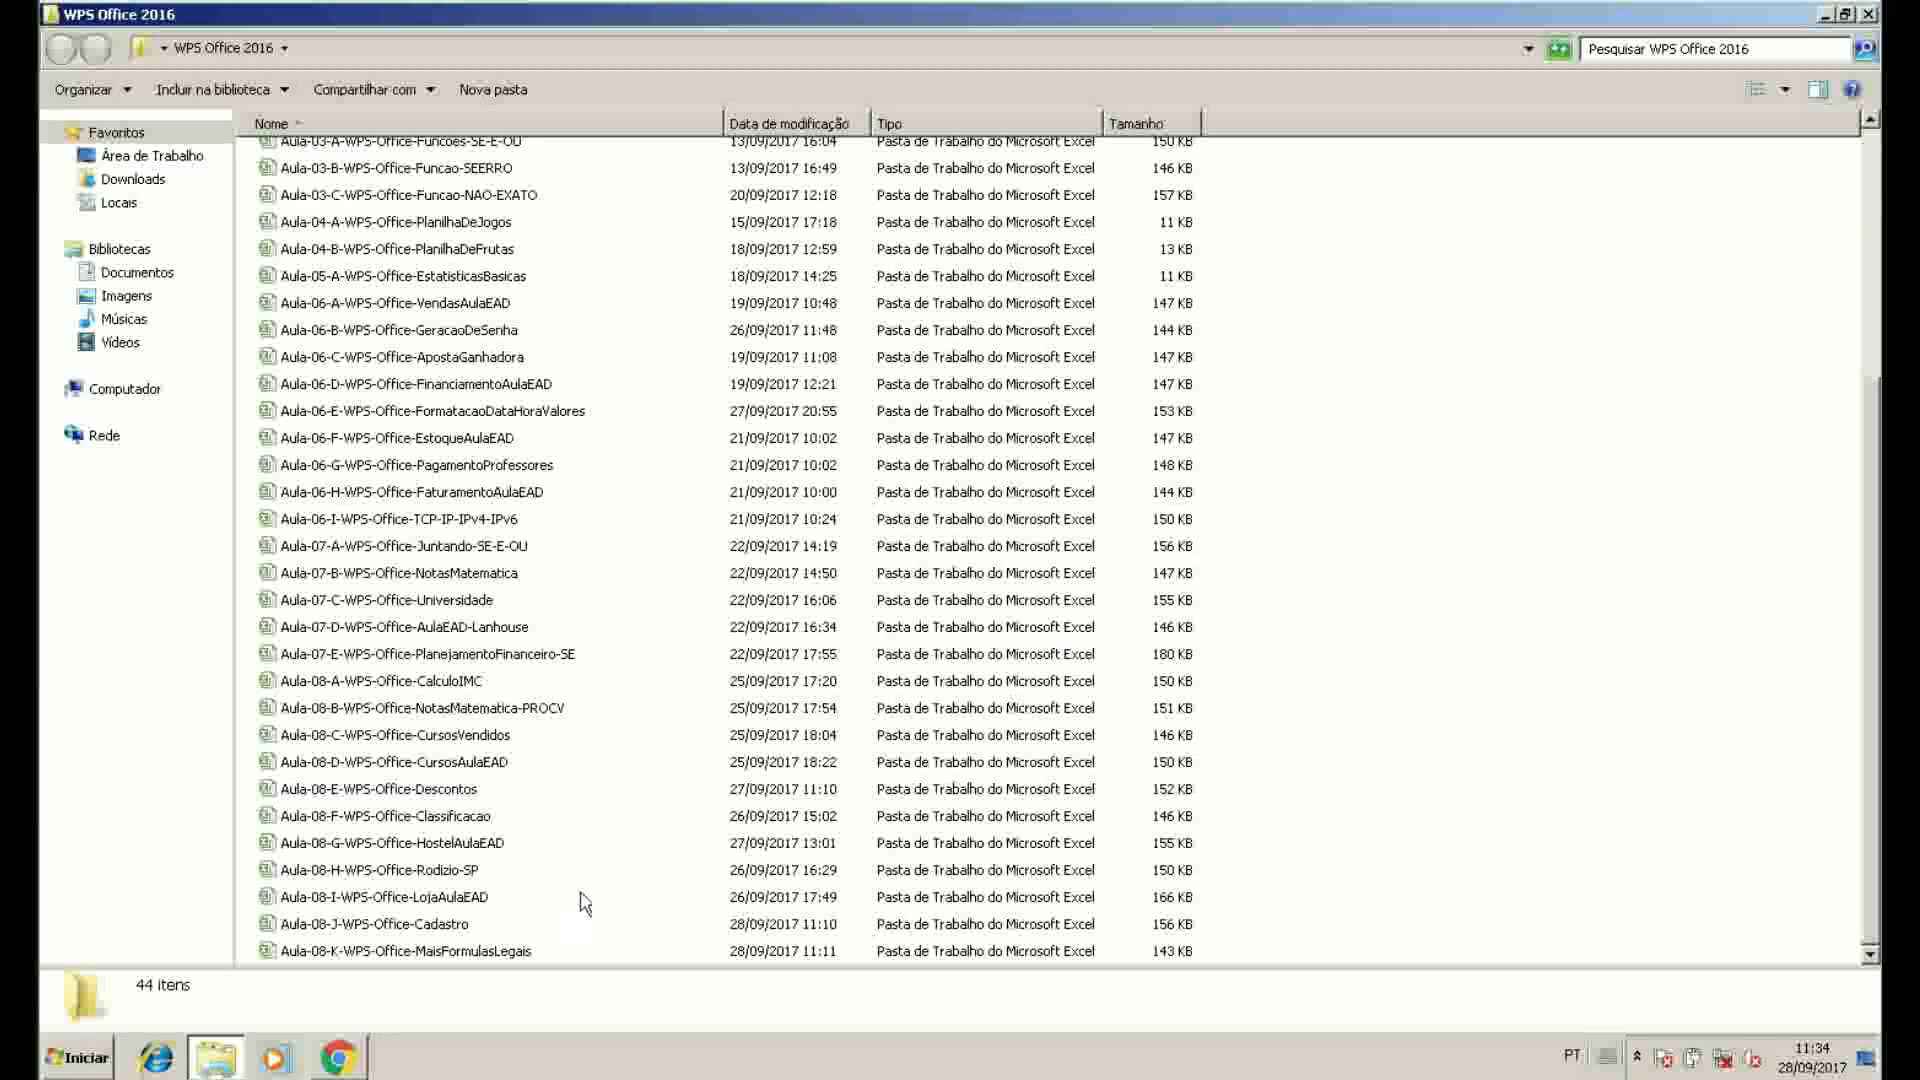 WPS Office 2016
WPS Office 2016
Pesquisar WPS Office 2016
Organizar Incluir na biblioteca Compartilhar com Nova pasta
Nome Data de modificação Tipo Tamanho
Favoritos
Área de Trabalho
Downloads
Locais
Bibliotecas
Documentos
Imagens
Músicas
Vídeos
Computador
Rede
Aula-03-A-WPS-Office-Funcoes-SE-E-OU 13/09/2017 16:04 Pasta de Trabalho do Microsoft Excel 150 KB
Aula-03-B-WPS-Office-Funcao-SEERRO 13/09/2017 16:49 Pasta de Trabalho do Microsoft Excel 146 KB
Aula-03-C-WPS-Office-Funcao-NAO-EXATO 20/09/2017 12:18 Pasta de Trabalho do Microsoft Excel 157 KB
Aula-04-A-WPS-Office-PlanilhaDeJogos 15/09/2017 17:18 Pasta de Trabalho do Microsoft Excel 11 KB
Aula-04-B-WPS-Office-PlanilhaDeFrutas 18/09/2017 12:59 Pasta de Trabalho do Microsoft Excel 13 KB
Aula-05-A-WPS-Office-EstatisticasBasicas 18/09/2017 14:25 Pasta de Trabalho do Microsoft Excel 11 KB
Aula-06-A-WPS-Office-VendasAulaEAD 19/09/2017 10:48 Pasta de Trabalho do Microsoft Excel 147 KB
Aula-06-B-WPS-Office-GeracaoDeSenha 26/09/2017 11:48 Pasta de Trabalho do Microsoft Excel 144 KB
Aula-06-C-WPS-Office-ApostaGanhadora 19/09/2017 11:08 Pasta de Trabalho do Microsoft Excel 147 KB
Aula-06-D-WPS-Office-FinanciamentoAulaEAD 19/09/2017 12:21 Pasta de Trabalho do Microsoft Excel 147 KB
Aula-06-E-WPS-Office-FormatacaoDataHoraValores 27/09/2017 20:55 Pasta de Trabalho do Microsoft Excel 153 KB
Aula-06-F-WPS-Office-EstoqueAulaEAD 21/09/2017 10:02 Pasta de Trabalho do Microsoft Excel 147 KB
Aula-06-G-WPS-Office-PagamentoProfessores 21/09/2017 10:02 Pasta de Trabalho do Microsoft Excel 148 KB
Aula-06-H-WPS-Office-FaturamentoAulaEAD 21/09/2017 10:00 Pasta de Trabalho do Microsoft Excel 144 KB
Aula-06-I-WPS-Office-TCP-IP-IPv4-IPv6 21/09/2017 10:24 Pasta de Trabalho do Microsoft Excel 150 KB
Aula-07-A-WPS-Office-Juntando-SE-E-OU 22/09/2017 14:19 Pasta de Trabalho do Microsoft Excel 156 KB
Aula-07-B-WPS-Office-NotasMatematica 22/09/2017 14:50 Pasta de Trabalho do Microsoft Excel 147 KB
Aula-07-C-WPS-Office-Universidade 22/09/2017 16:06 Pasta de Trabalho do Microsoft Excel 155 KB
Aula-07-D-WPS-Office-AulaEAD-Lanhouse 22/09/2017 16:34 Pasta de Trabalho do Microsoft Excel 146 KB
Aula-07-E-WPS-Office-PlanejamentoFinanceiro-SE 22/09/2017 17:55 Pasta de Trabalho do Microsoft Excel 180 KB
Aula-08-A-WPS-Office-CalculoIMC 25/09/2017 17:20 Pasta de Trabalho do Microsoft Excel 150 KB
Aula-08-B-WPS-Office-NotasMatematica-PROCV 25/09/2017 17:54 Pasta de Trabalho do Microsoft Excel 151 KB
Aula-08-C-WPS-Office-CursosVendidos 25/09/2017 18:04 Pasta de Trabalho do Microsoft Excel 146 KB
Aula-08-D-WPS-Office-CursosAulaEAD 25/09/2017 18:22 Pasta de Trabalho do Microsoft Excel 150 KB
Aula-08-E-WPS-Office-Descontos 27/09/2017 11:10 Pasta de Trabalho do Microsoft Excel 152 KB
Aula-08-F-WPS-Office-Classificacao 26/09/2017 15:02 Pasta de Trabalho do Microsoft Excel 146 KB
Aula-08-G-WPS-Office-HostelAulaEAD 27/09/2017 13:01 Pasta de Trabalho do Microsoft Excel 155 KB
Aula-08-H-WPS-Office-Rodizio-SP 26/09/2017 16:29 Pasta de Trabalho do Microsoft Excel 150 KB
Aula-08-I-WPS-Office-LojaAulaEAD 26/09/2017 17:49 Pasta de Trabalho do Microsoft Excel 166 KB
Aula-08-J-WPS-Office-Cadastro 28/09/2017 11:10 Pasta de Trabalho do Microsoft Excel 156 KB
Aula-08-K-WPS-Office-MaisFormulasLegais 28/09/2017 11:11 Pasta de Trabalho do Microsoft Excel 143 KB
44 itens
Iniciar PT 11:34
28/09/2017